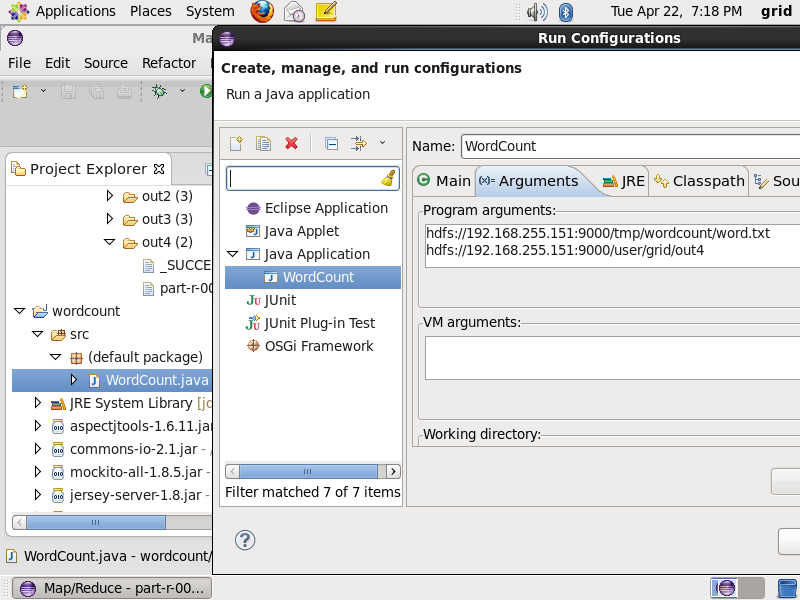 Applications Places System Tue Apr 22, 7:18 PM grid
Ma
Run Configurations
File Edit Source Refactor
Create, manage, and run configurations
Run a Java application
Name: WordCount
Project Explorer
out2 (3)
out3 (3)
out4 (2)
_SUCCE
part-r-00
wordcount
src
(default package)
WordCount.java
JRE System Library [jd
aspectjtools-1.6.11.jar
commons-io-2.1.jar - /
mockito-all-1.8.5.jar -
jersey-server-1.8.jar -
Eclipse Application
Java Applet
Java Application
WordCount
JUnit
JUnit Plug-in Test
OSGi Framework
Filter matched 7 of 7 items
Main (x)= Arguments JRE Classpath Sou
Program arguments:
hdfs://192.168.255.151:9000/tmp/wordcount/word.txt
hdfs://192.168.255.151:9000/user/grid/out4
VM arguments:
Working directory:
WordCount.java - wordcount/
Map/Reduce - part-r-00...